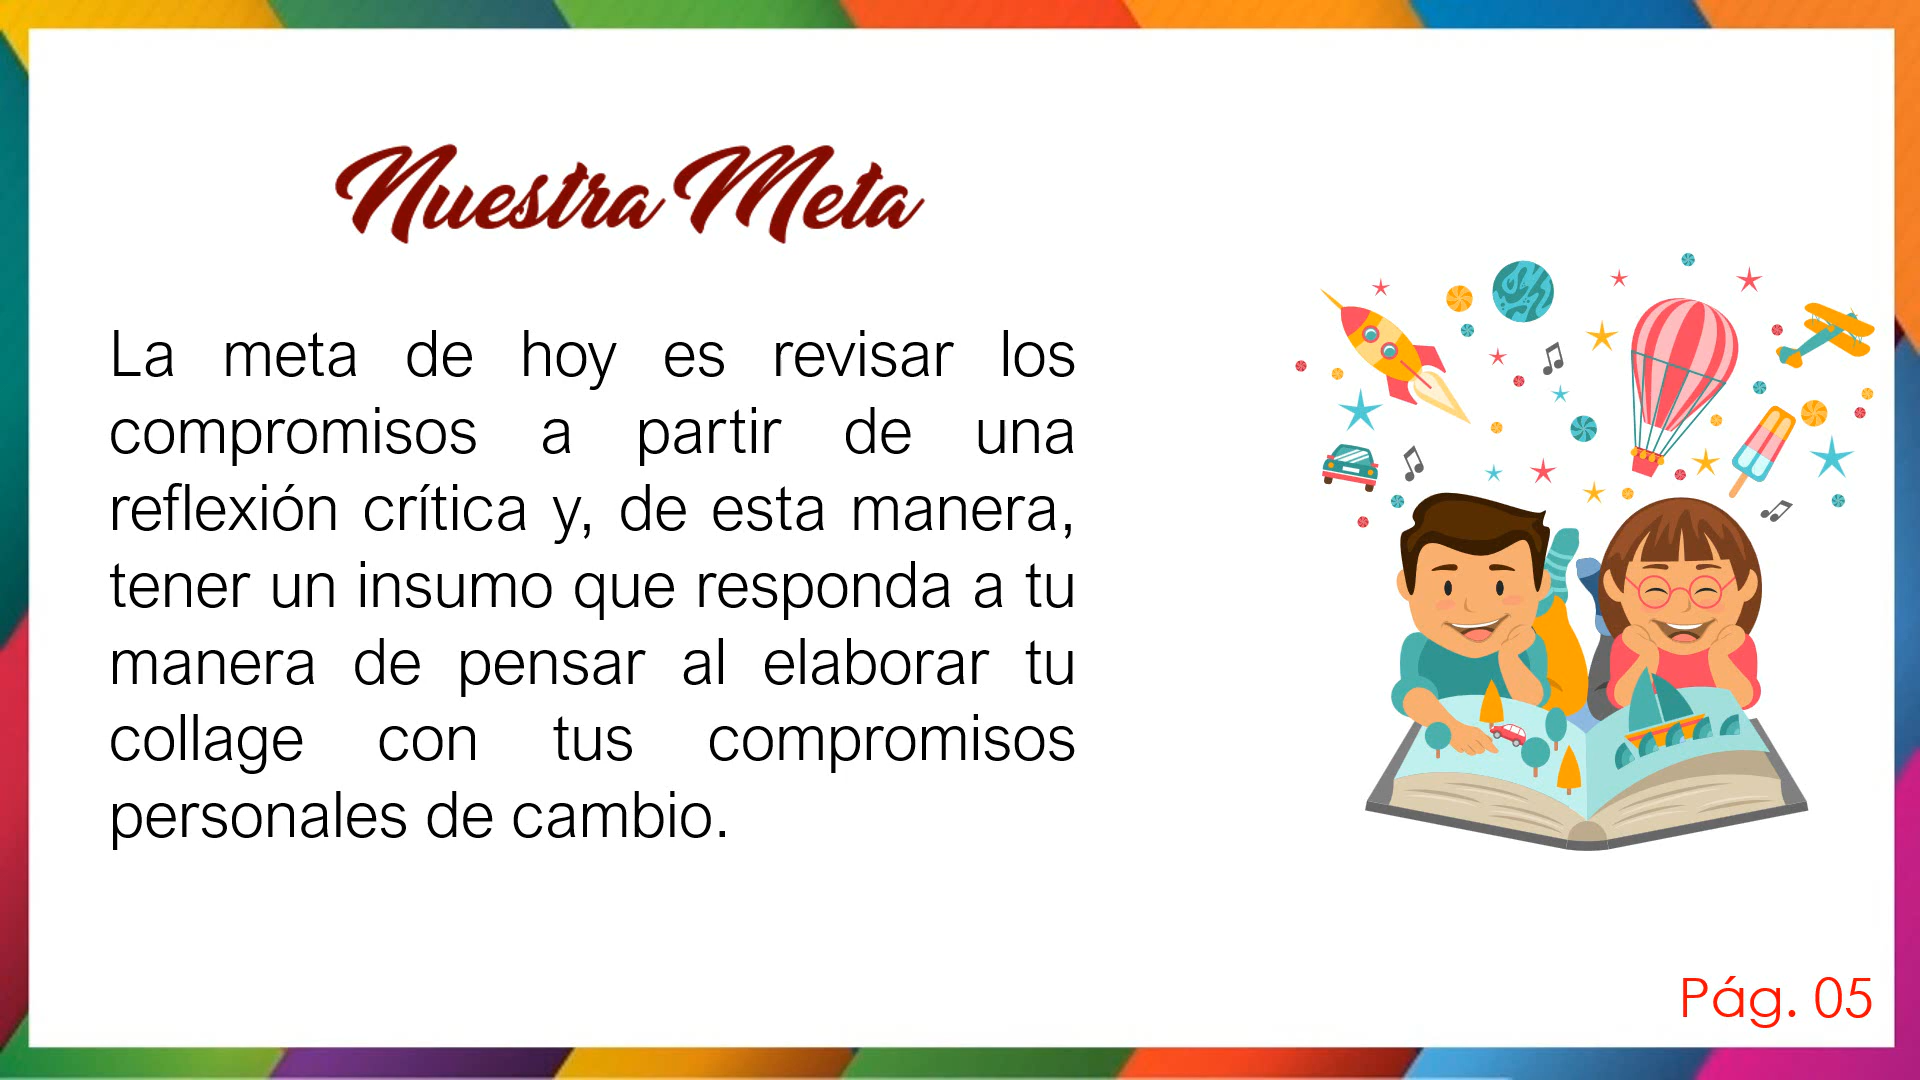 Nuestra Meta
La meta de hoy es revisar los
compromisos a partir de una
reflexión crítica y, de esta manera,
tener un insumo que responda a tu
manera de pensar al elaborar tu
collage con tus compromisos
personales de cambio.
Pág. 05